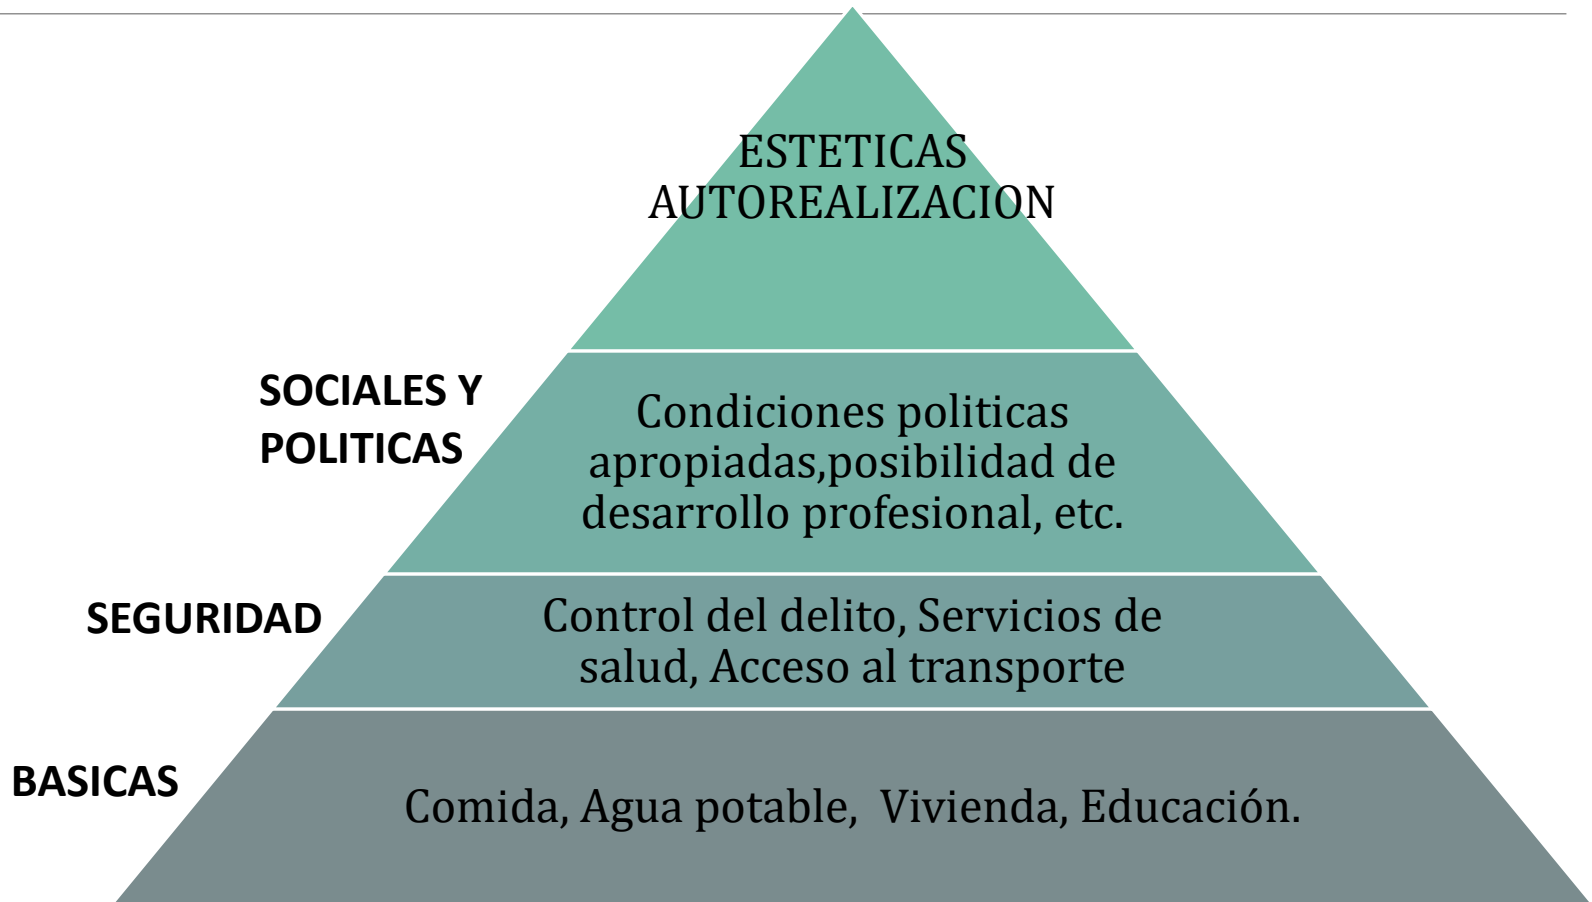 ESTETICAS
AUTOREALIZACION
SOCIALES Y
POLITICAS
Condiciones politicas
apropiadas,posibilidad de
desarrollo profesional, etc.
SEGURIDAD
Control del delito, Servicios de
salud, Acceso al transporte
BASICAS
Comida, Agua potable,  Vivienda, Educación.